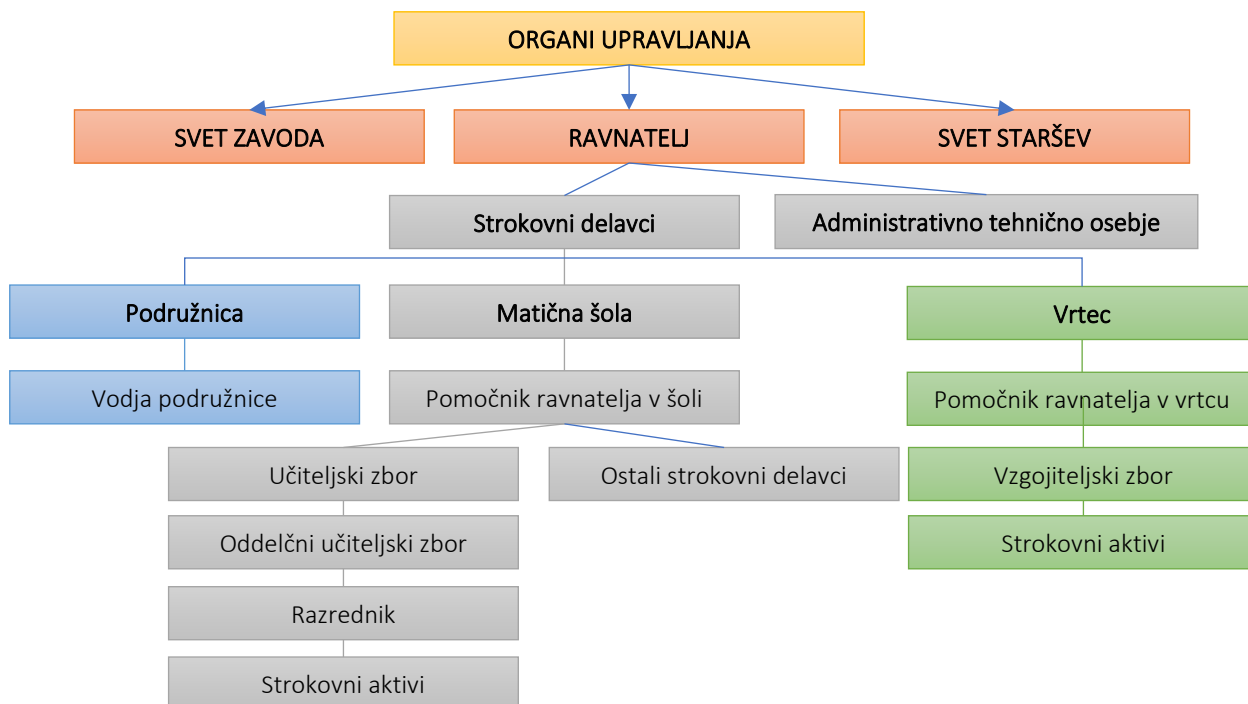 ORGANI UPRAVLJANJA
SVET ZAVODA
RAVNATELJ
SVET STARŠEV
Strokovni delavci
Administrativno tehnično osebje
Podružnica
Matična šola
Vrtec
Vodja podružnice
Pomočnik ravnatelja v šoli
Pomočnik ravnatelja v vrtcu
Učiteljski zbor
Ostali strokovni delavci
Vzgojiteljski zbor
Oddelčni učiteljski zbor
Strokovni aktivi
Razrednik
Strokovni aktivi